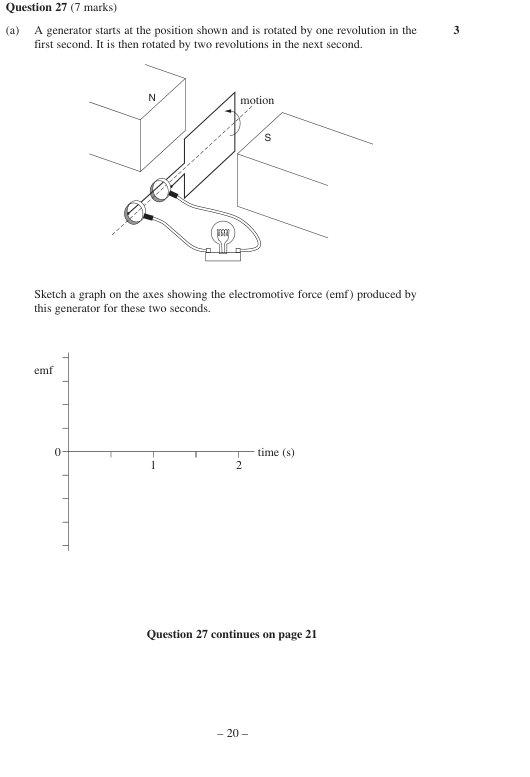 Question 27 (7 marks)
(a) A generator starts at the position shown and is rotated by one revolution in the 3
first second. It is then rotated by two revolutions in the next second.
N
motion
S
Sketch a graph on the axes showing the electromotive force (emf) produced by
this generator for these two seconds.
emf
0
time (s)
1 2
Question 27 continues on page 21
– 20 –